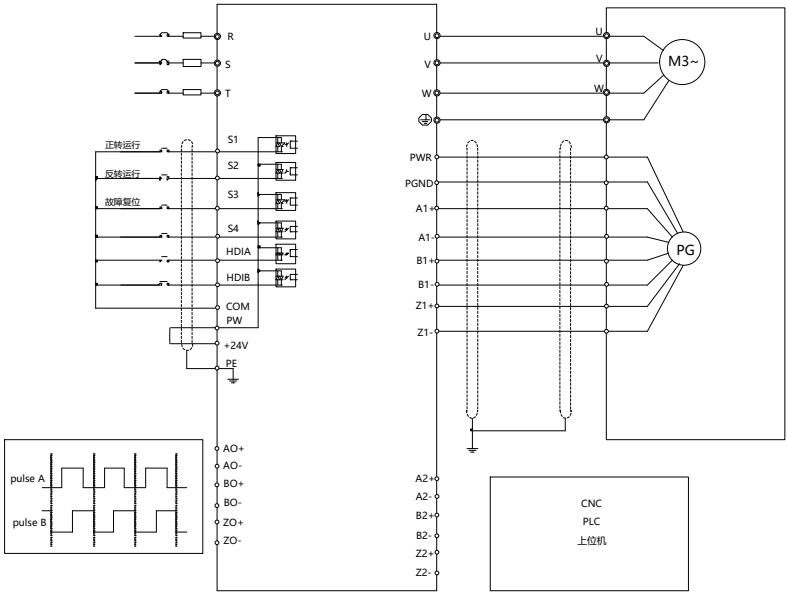 R
S
T
正转运行
反转运行
故障复位
S1
S2
S3
S4
HDIA
HDIB
COM
PW
+24V
PE
U
V
W
PWR
PGND
A1+
A1-
B1+
B1-
Z1+
Z1-
U
V
W
M3~
PG
pulse A
pulse B
AO+
AO-
BO+
BO-
ZO+
ZO-
A2+
A2-
B2+
B2-
Z2+
Z2-
CNC
PLC
上位机